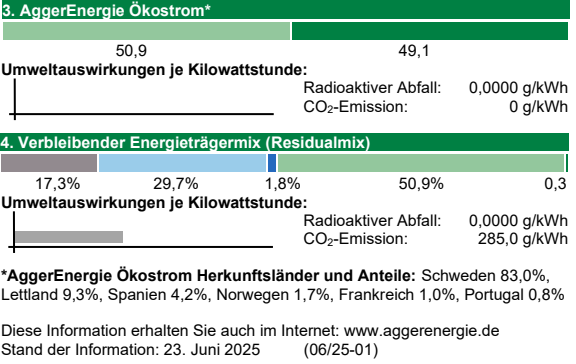 3. AggerEnergie Ökostrom*
50,9 49,1
Umweltauswirkungen je Kilowattstunde:
Radioaktiver Abfall: 0,0000 g/kWh
CO₂-Emission: 0 g/kWh
4. Verbleibender Energieträgermix (Residualmix)
17,3% 29,7% 1,8% 50,9% 0,3
Umweltauswirkungen je Kilowattstunde:
Radioaktiver Abfall: 0,0000 g/kWh
CO₂-Emission: 285,0 g/kWh
*AggerEnergie Ökostrom Herkunftsländer und Anteile: Schweden 83,0%,
Lettland 9,3%, Spanien 4,2%, Norwegen 1,7%, Frankreich 1,0%, Portugal 0,8%
Diese Information erhalten Sie auch im Internet: www.aggerenergie.de
Stand der Information: 23. Juni 2025 (06/25-01)